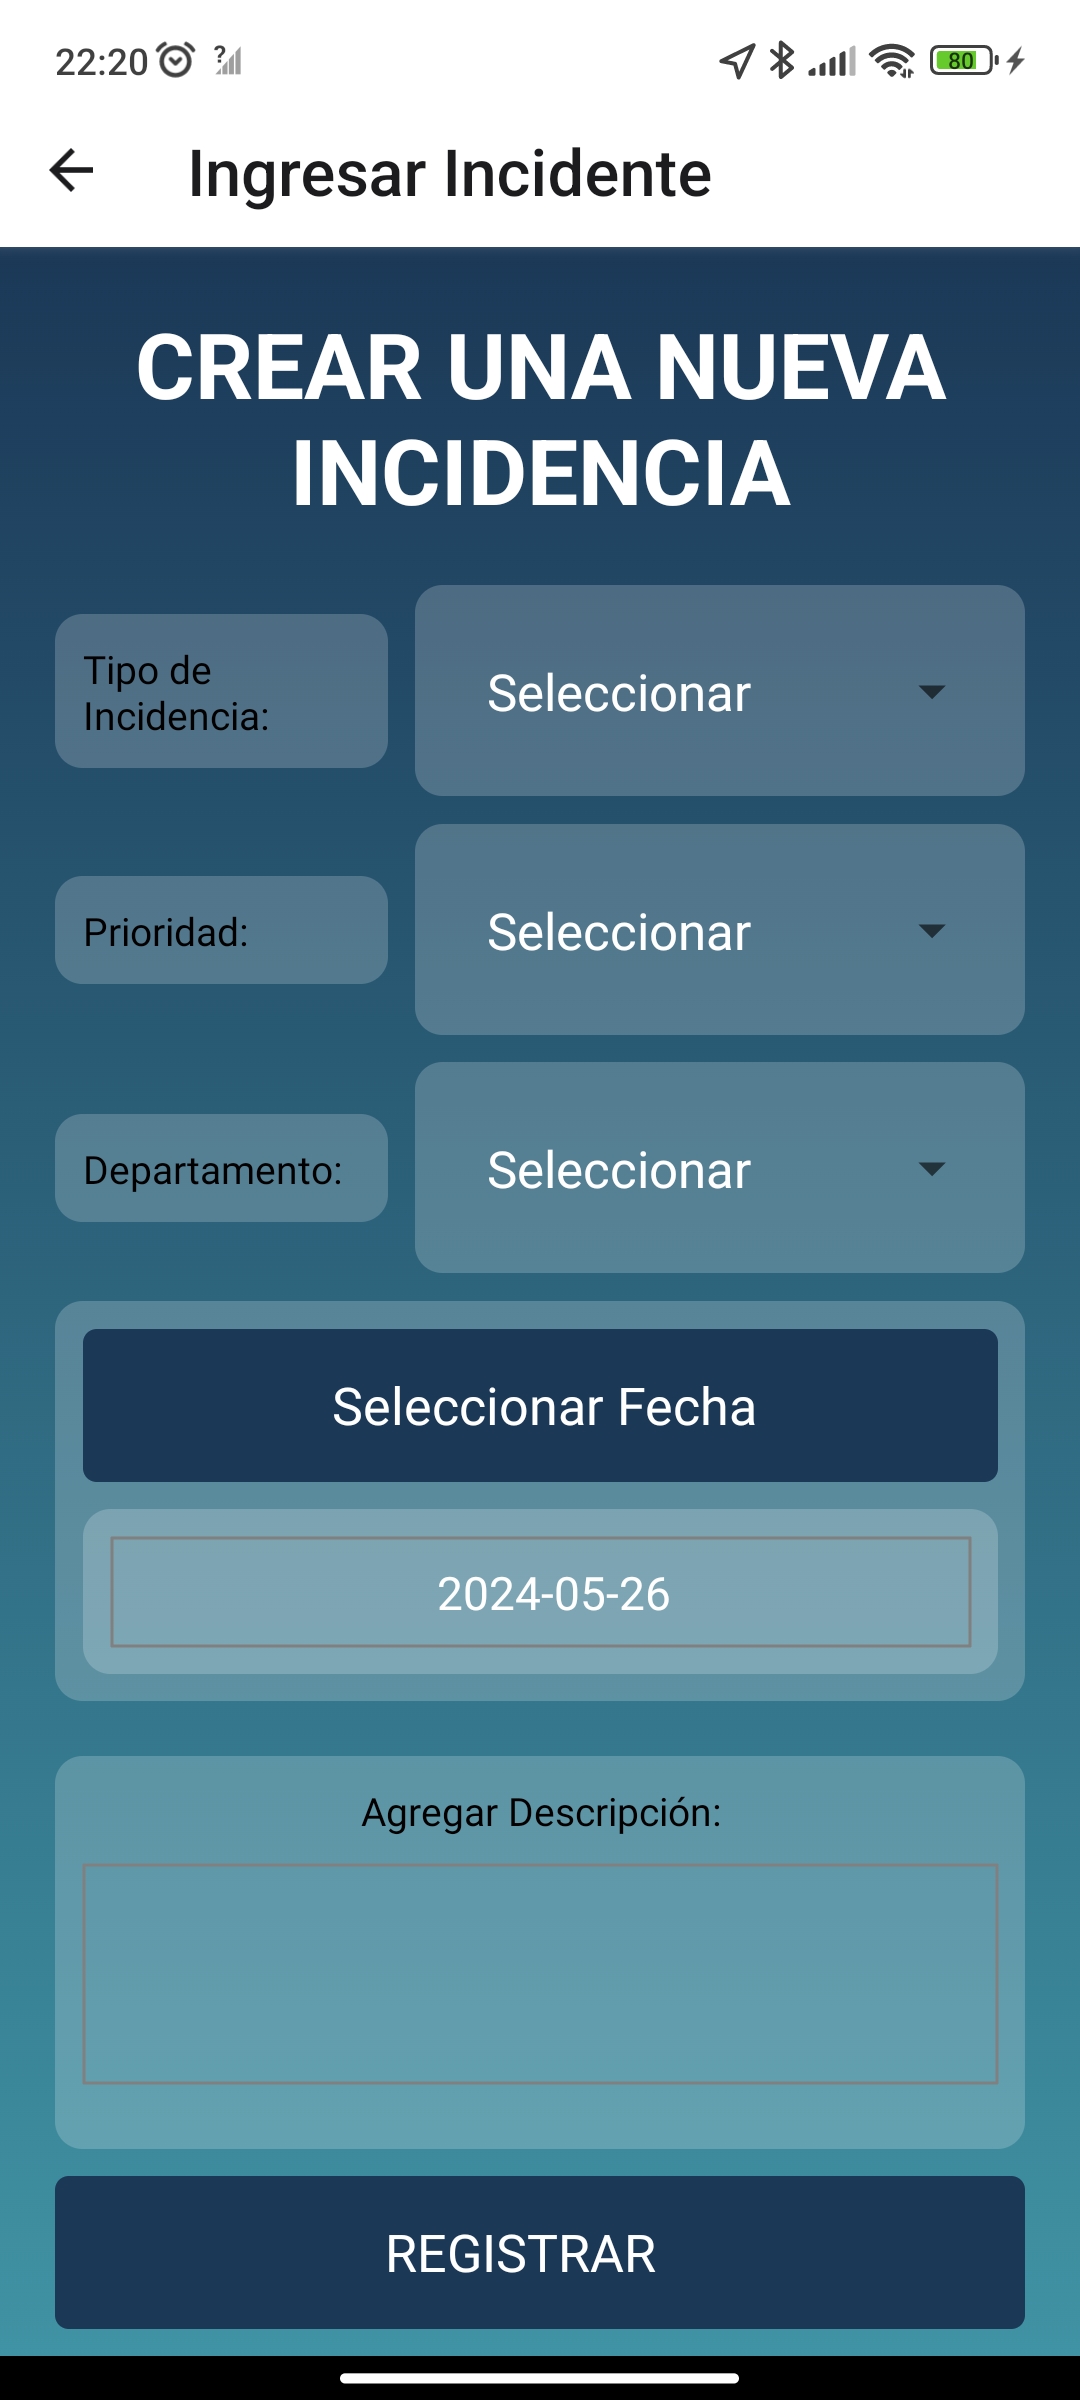 22:20
?
80
Ingresar Incidente
CREAR UNA NUEVA
INCIDENCIA
Tipo de
Incidencia:
Seleccionar
Prioridad:
Seleccionar
Departamento:
Seleccionar
Seleccionar Fecha
2024-05-26
Agregar Descripción:
REGISTRAR